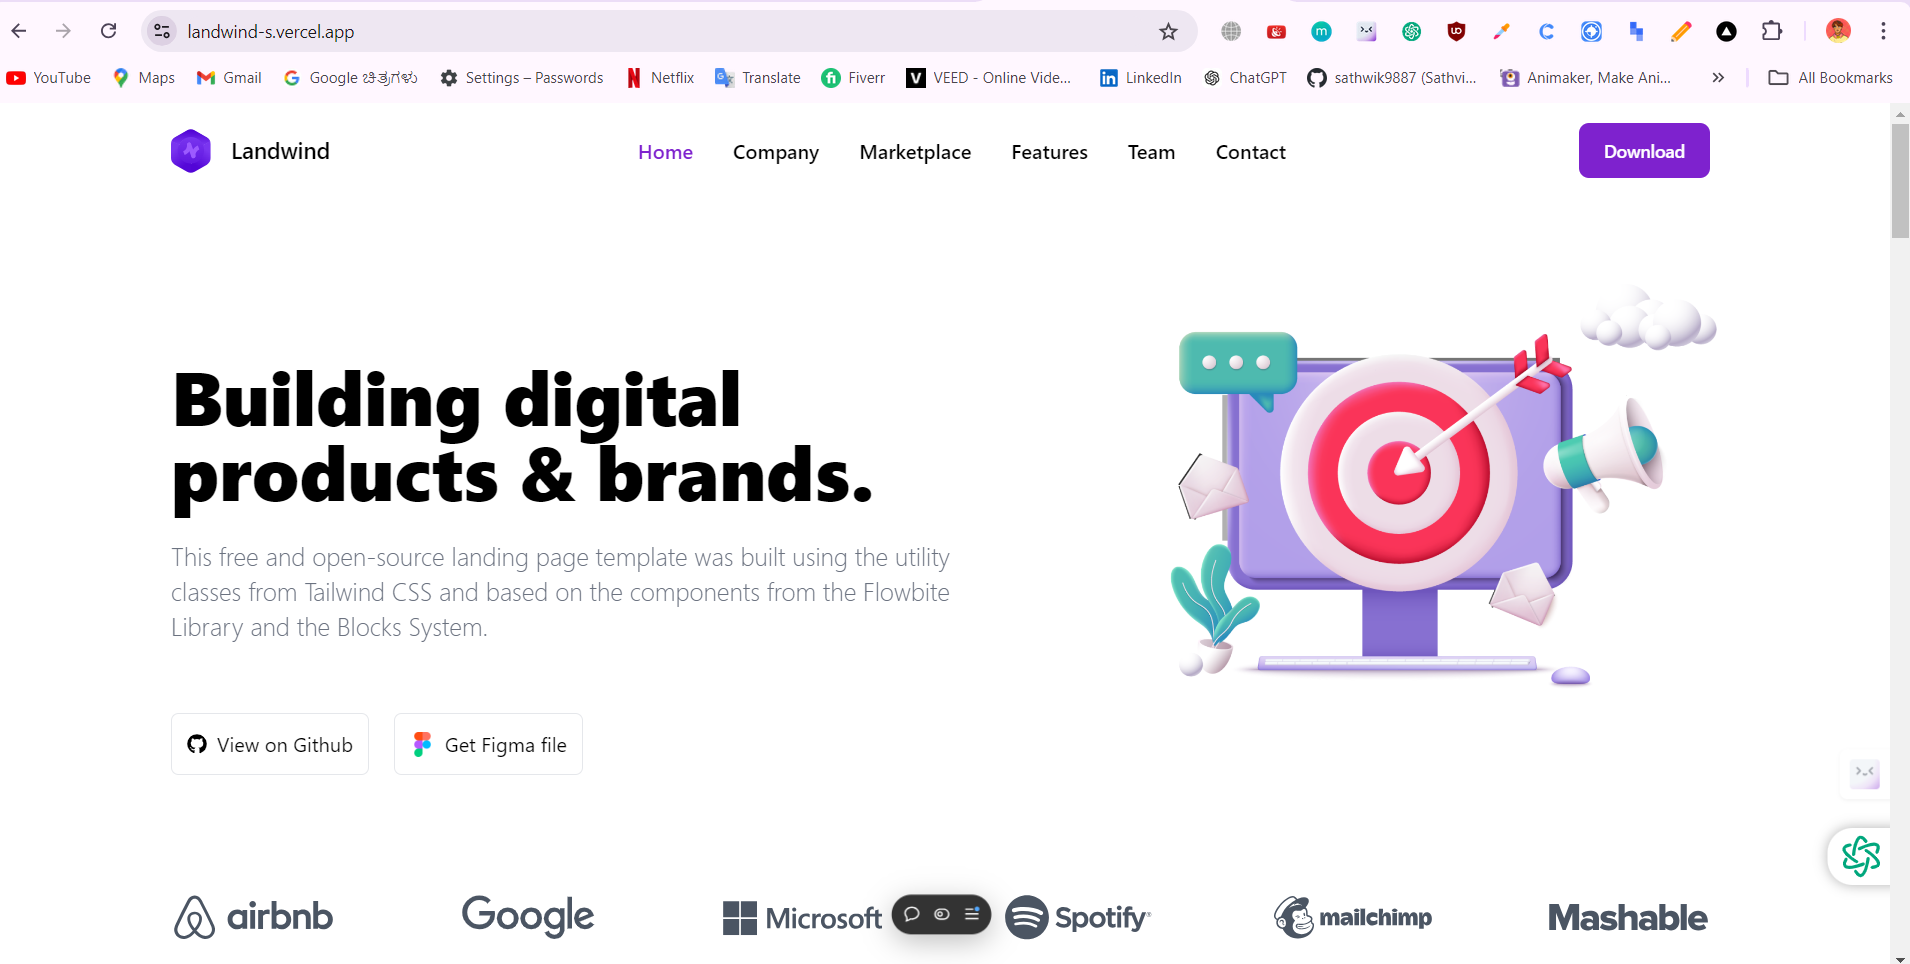 landwind-s.vercel.app
YouTube Maps Gmail Google ಚಿತ್ರಗಳು Settings – Passwords Netflix Translate Fiverr VEED - Online Vide... LinkedIn ChatGPT sathwik9887 (Sathvi... Animaker, Make Ani... » All Bookmarks
Landwind Home Company Marketplace Features Team Contact Download
Building digital
products & brands.
This free and open-source landing page template was built using the utility
classes from Tailwind CSS and based on the components from the Flowbite
Library and the Blocks System.
View on Github Get Figma file
airbnb Google Microsoft Spotify mailchimp Mashable